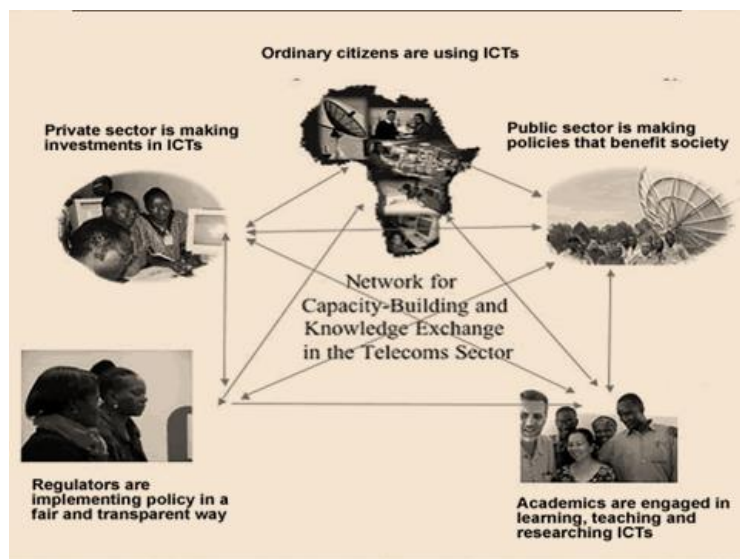 Ordinary citizens are using ICTs
Private sector is making
investments in ICTs
Public sector is making
policies that benefit society
Network for
Capacity-Building and
Knowledge Exchange
in the Telecoms Sector
Regulators are
implementing policy in a
fair and transparent way
Academics are engaged in
learning, teaching and
researching ICTs